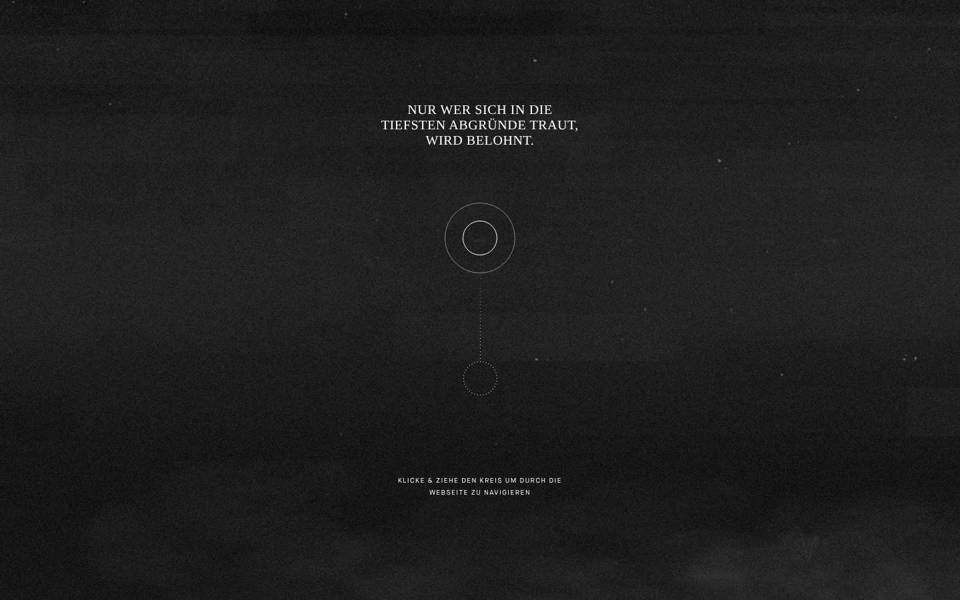 NUR WER SICH IN DIE
TIEFSTEN ABGRÜNDE TRAUT,
WIRD BELOHNT.
KLICKE & ZIEHE DEN KREIS UM DURCH DIE
WEBSEITE ZU NAVIGIEREN